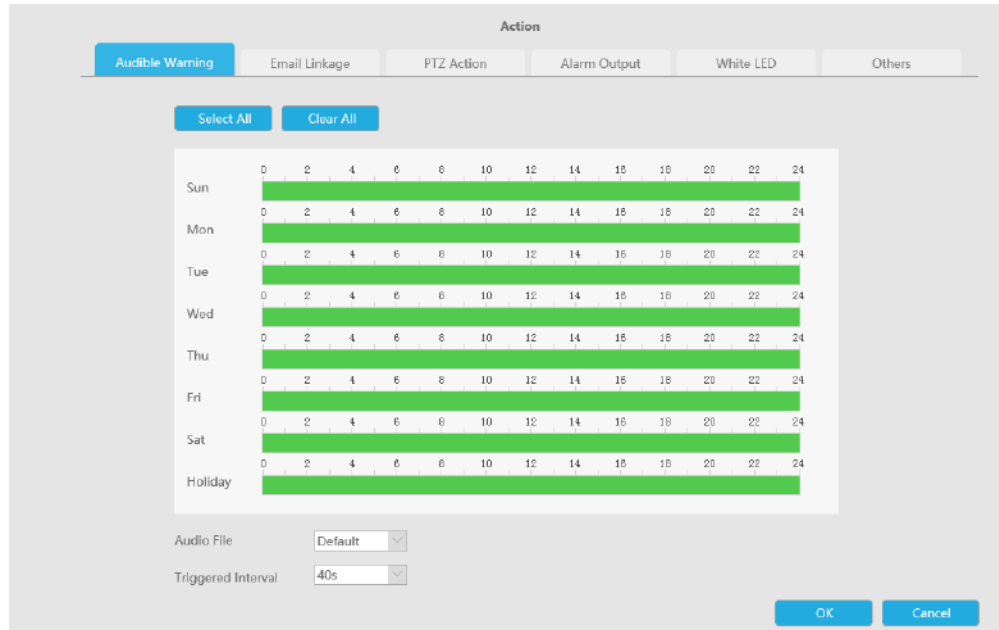 Action
Audible Warning Email Linkage PTZ Action Alarm Output White LED Others
Select All Clear All
0 2 4 6 8 10 12 14 16 18 20 22 24
Sun
0 2 4 6 8 10 12 14 16 18 20 22 24
Mon
0 2 4 6 8 10 12 14 16 18 20 22 24
Tue
0 2 4 6 8 10 12 14 16 18 20 22 24
Wed
0 2 4 6 8 10 12 14 16 18 20 22 24
Thu
0 2 4 6 8 10 12 14 16 18 20 22 24
Fri
0 2 4 6 8 10 12 14 16 18 20 22 24
Sat
0 2 4 6 8 10 12 14 16 18 20 22 24
Holiday
Audio File Default
Triggered Interval 40s
OK Cancel